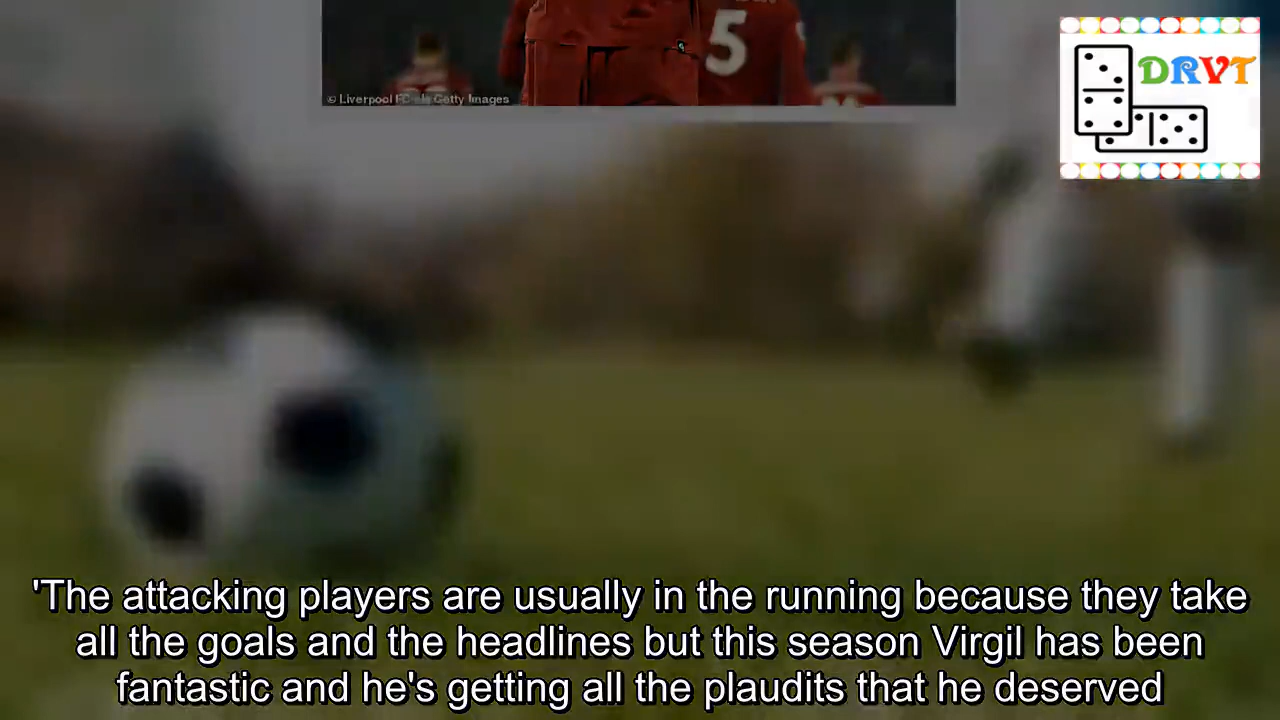 5
© Liverpool FC via Getty Images
DRVT
'The attacking players are usually in the running because they take
all the goals and the headlines but this season Virgil has been
fantastic and he's getting all the plaudits that he deserved